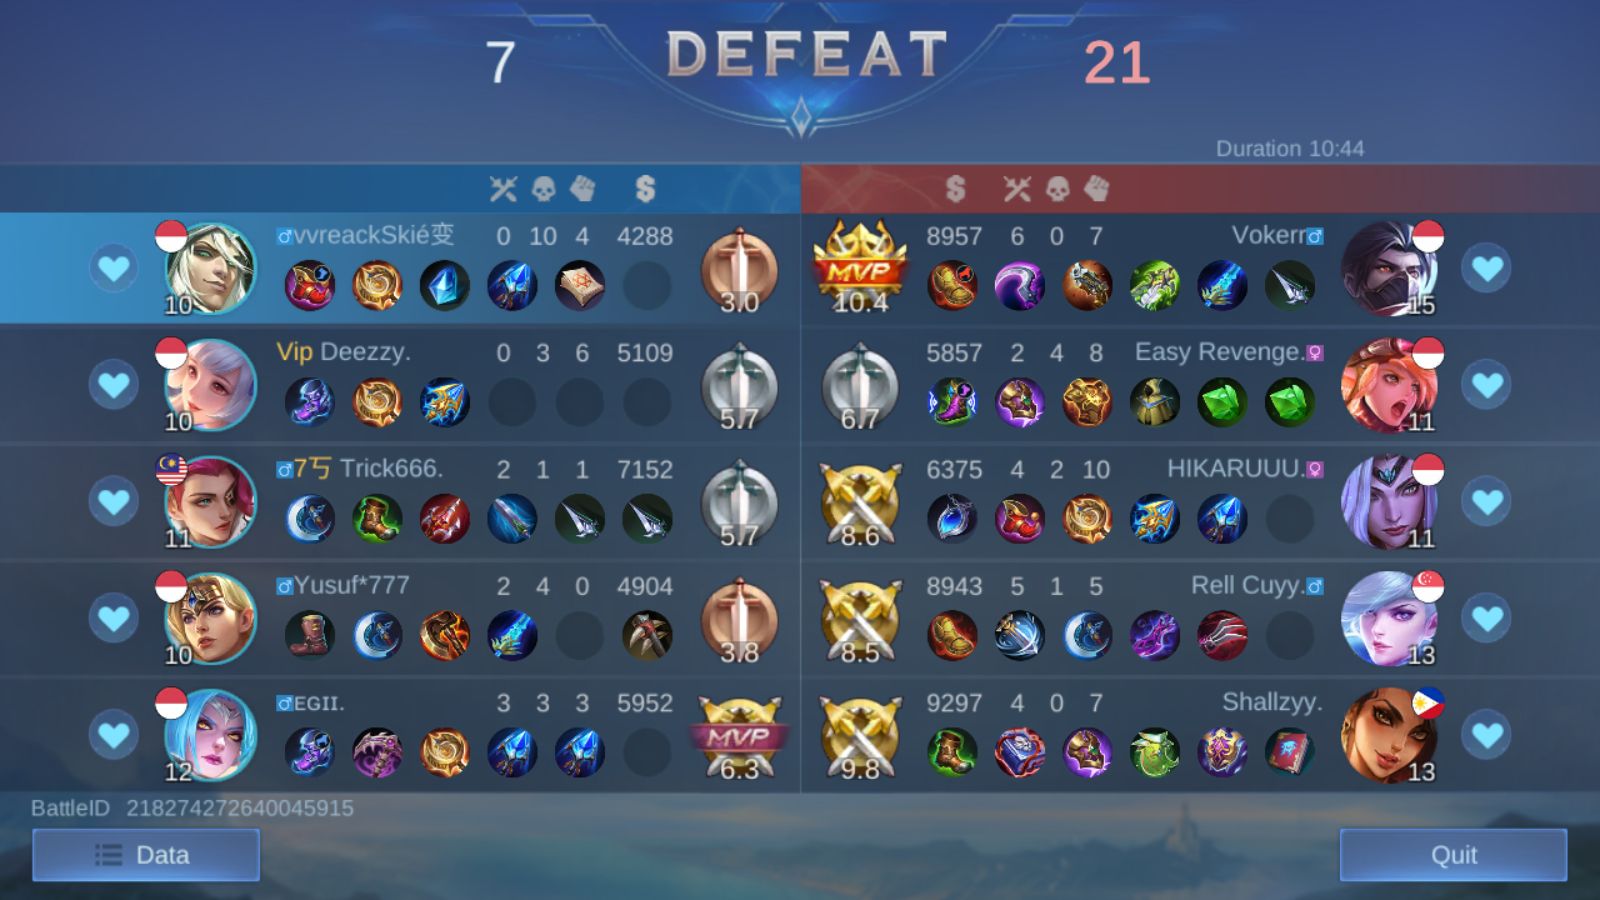 7 DEFEAT 21
Duration 10:44
vvreackSkié变 0 10 4 4288
10 3.0
MVP 8957 6 0 7 Vokerr
10.4 15
Vip Deezzy. 0 3 6 5109
10 5.7
5857 2 4 8 Easy Revenge.
6.7 11
7丂 Trick666. 2 1 1 7152
11 5.7
6375 4 2 10 HIKARUUU.
8.6 11
Yusuf*777 2 4 0 4904
10 3.8
8943 5 1 5 Rell Cuyy.
8.5 13
EGII. 3 3 3 5952
MVP
12 6.3
9297 4 0 7 Shallzyy.
9.8 13
BattleID 218274272640045915
Data
Quit